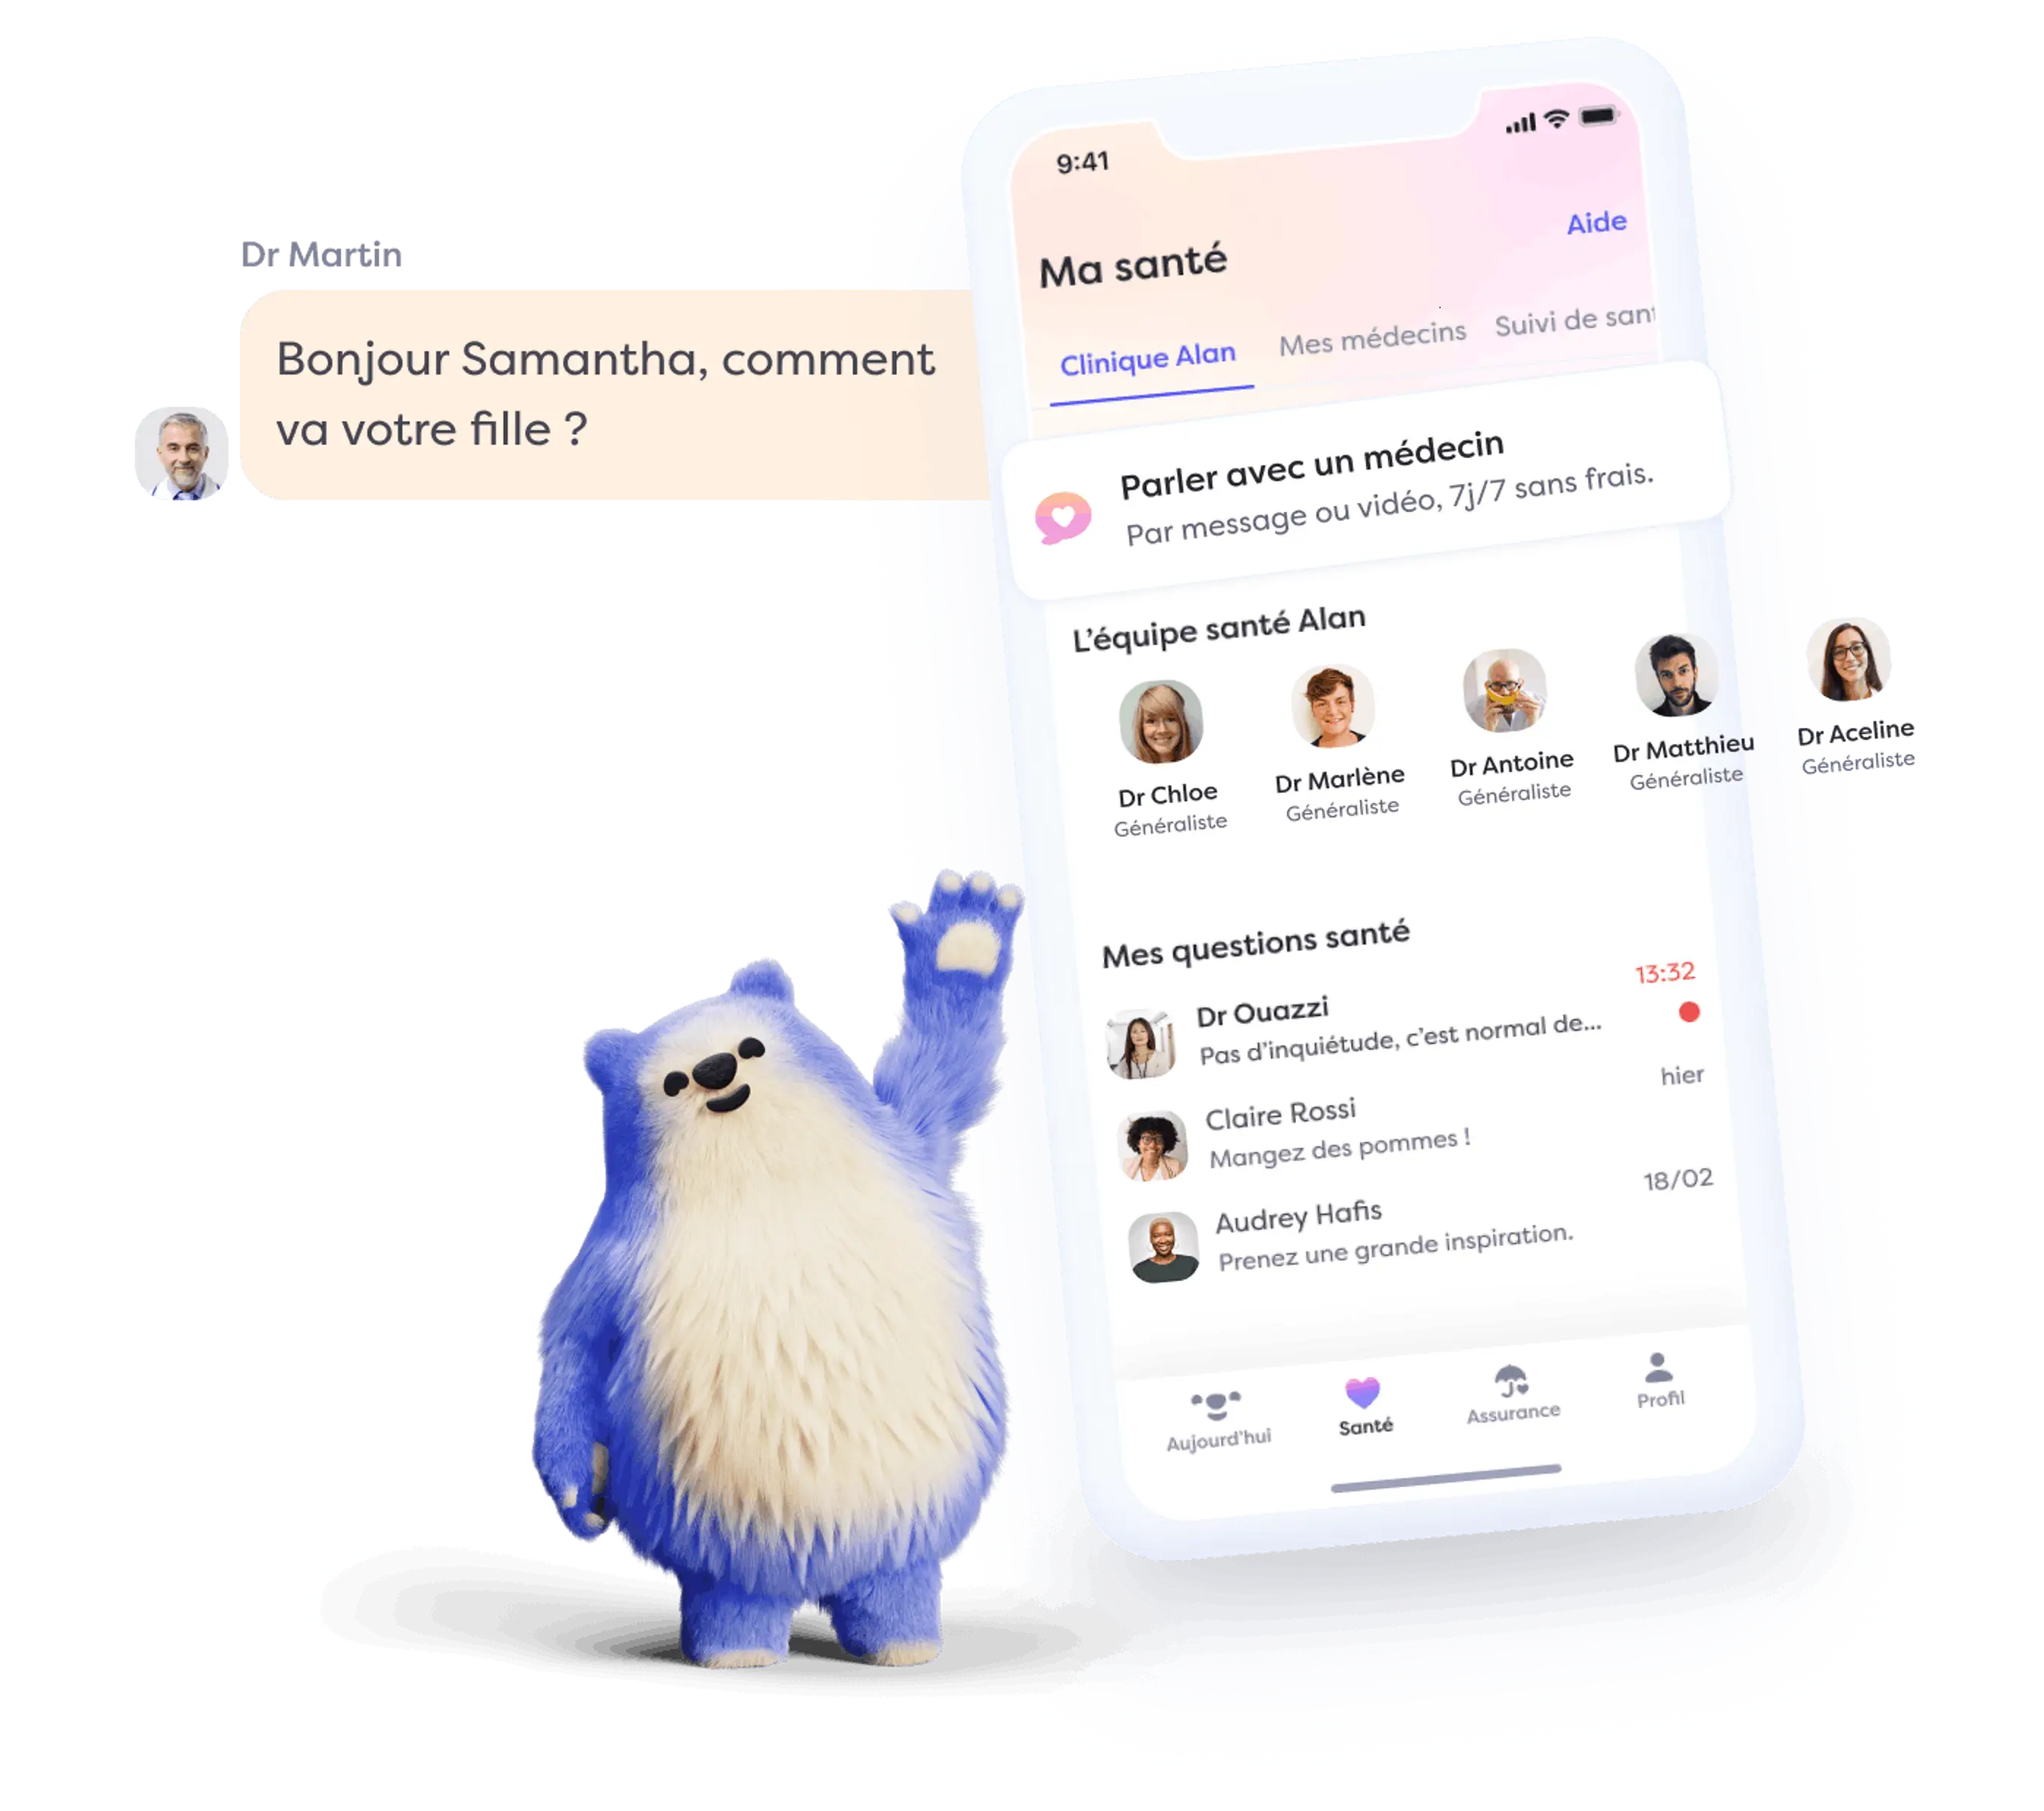 Dr Martin
Bonjour Samantha, comment
va votre fille ?
9:41
Aide
Ma santé
Clinique Alan
Mes médecins
Suivi de sant
Parler avec un médecin
Par message ou vidéo, 7j/7 sans frais.
L’équipe santé Alan
Dr Chloe
Généraliste
Dr Marlène
Généraliste
Dr Antoine
Généraliste
Dr Matthieu
Généraliste
Dr Aceline
Généraliste
Mes questions santé
Dr Ouazzi
13:32
Pas d’inquiétude, c’est normal de...
Claire Rossi
hier
Mangez des pommes !
Audrey Hafis
18/02
Prenez une grande inspiration.
Aujourd’hui
Santé
Assurance
Profil